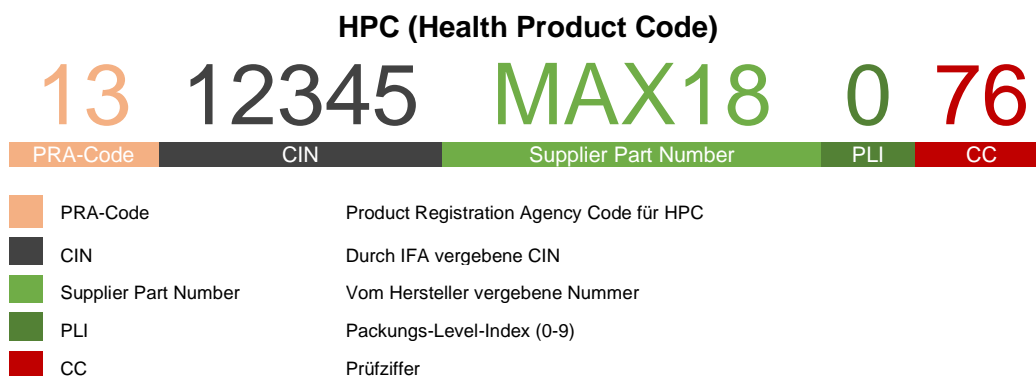 HPC (Health Product Code)
13 12345 MAX18 0 76
PRA-Code CIN Supplier Part Number PLI CC
PRA-Code Product Registration Agency Code für HPC
CIN Durch IFA vergebene CIN
Supplier Part Number Vom Hersteller vergebene Nummer
PLI Packungs-Level-Index (0-9)
CC Prüfziffer